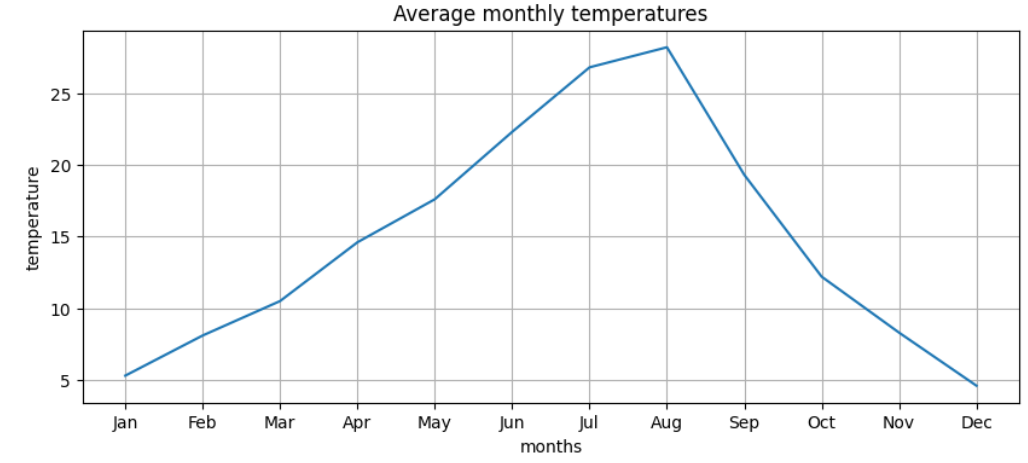 Average monthly temperatures
temperature
25
20
15
10
5
Jan Feb Mar Apr May Jun Jul Aug Sep Oct Nov Dec
months